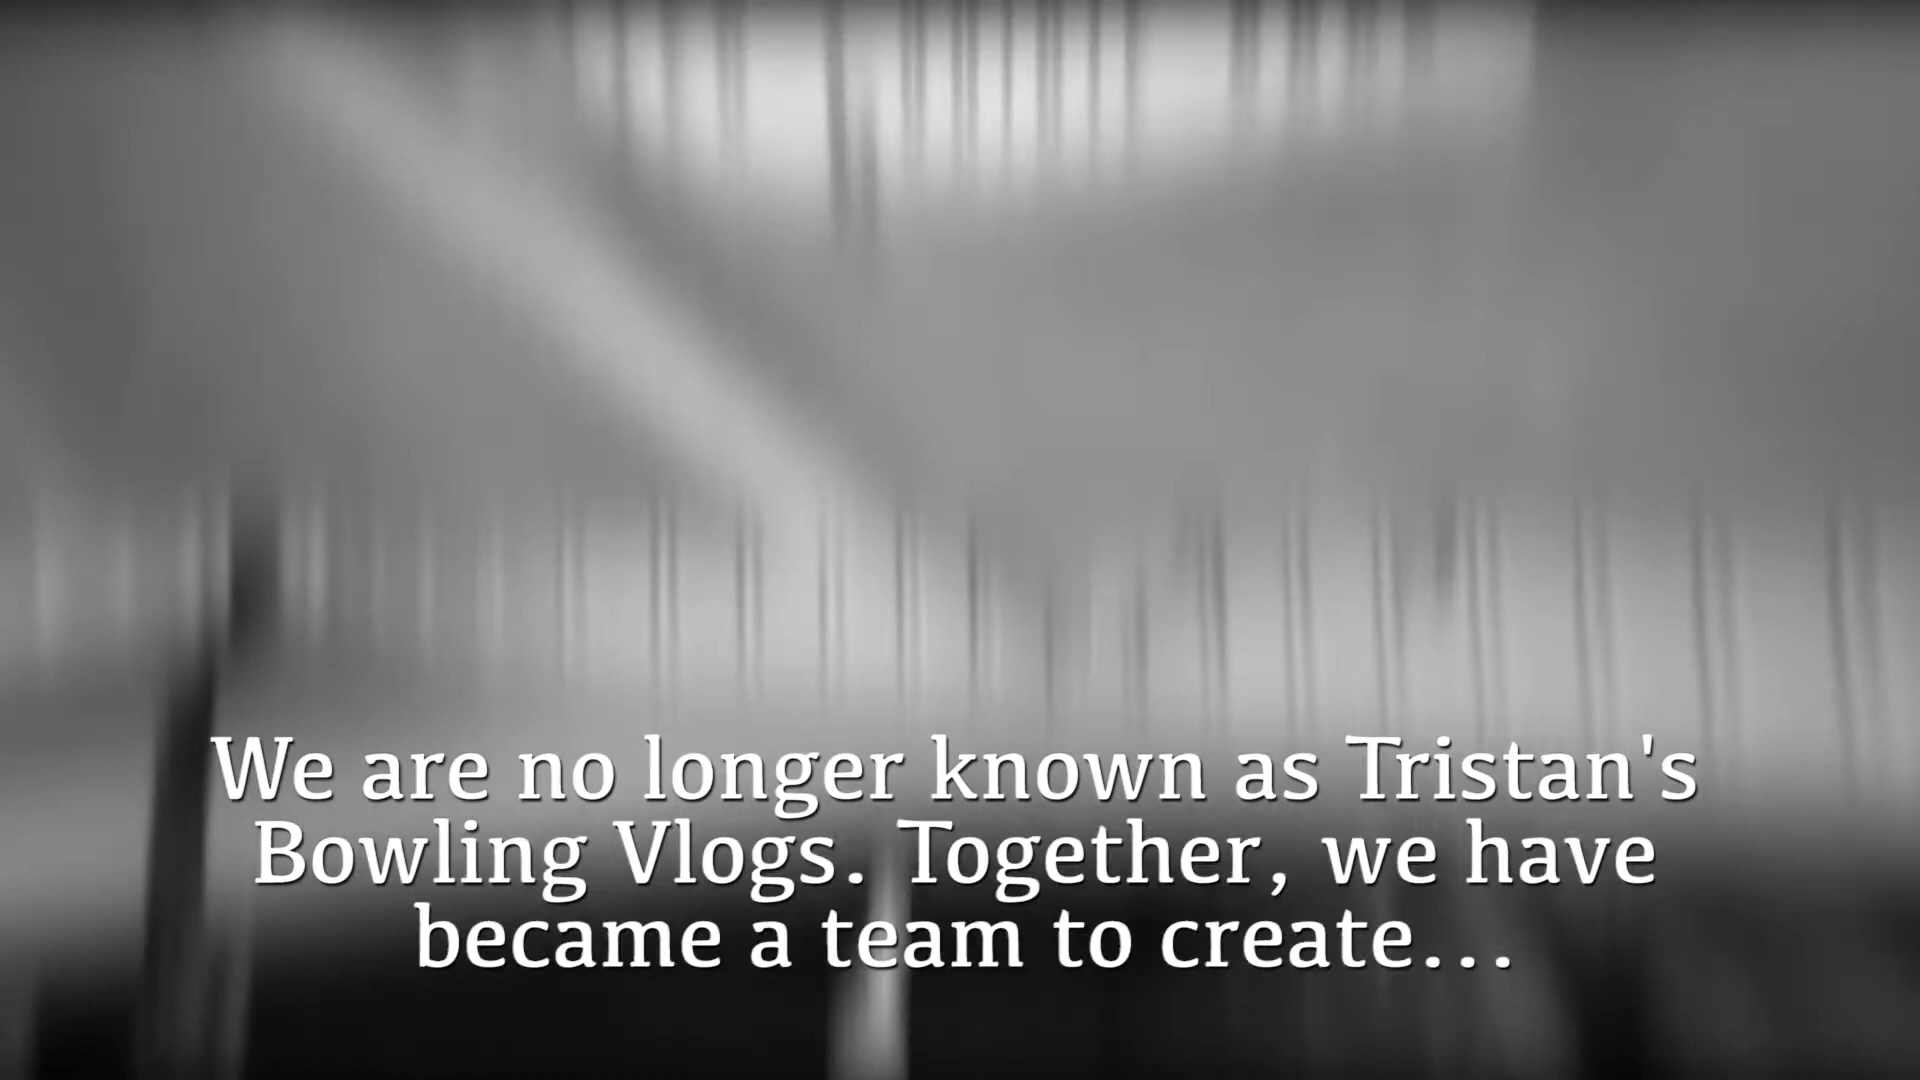 We are no longer known as Tristan's
Bowling Vlogs. Together, we have
became a team to create...